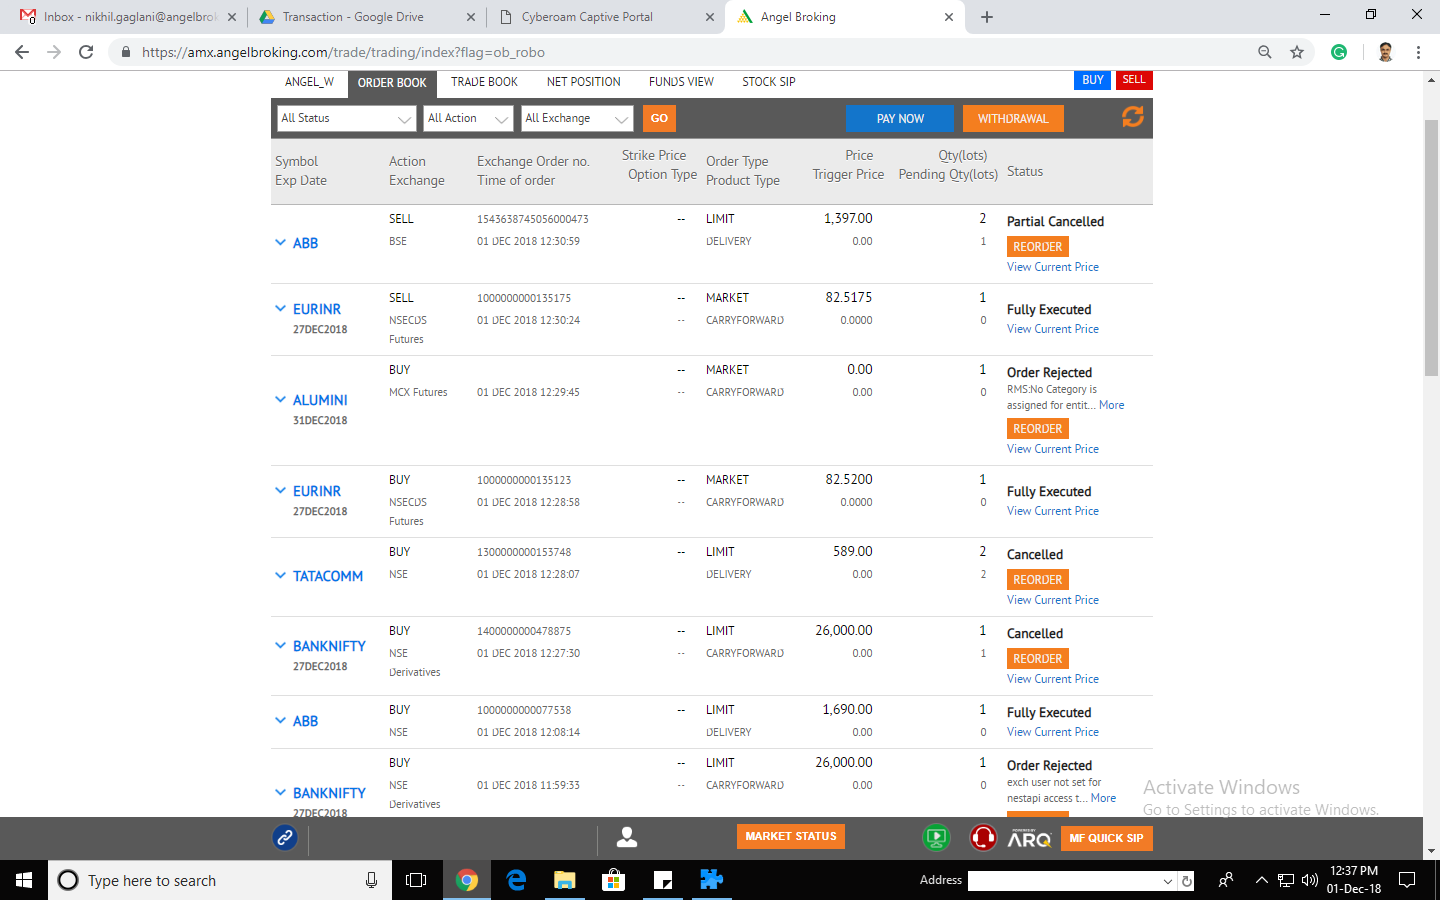 Inbox - nikhil.gaglani@angelbrok
Transaction - Google Drive
Cyberoam Captive Portal
Angel Broking
https://amx.angelbroking.com/trade/trading/index?flag=ob_robo
ANGEL_W ORDER BOOK TRADE BOOK NET POSITION FUNDS VIEW STOCK SIP BUY SELL
All Status All Action All Exchange GO PAY NOW WITHDRAWAL
Symbol Action Exchange Order no. Strike Price Order Type Price Qty(lots) Status
Exp Date Exchange Time of order Option Type Product Type Trigger Price Pending Qty(lots)
SELL 1543638745056000473 -- LIMIT 1,397.00 2 Partial Cancelled
ABB BSE 01 DEC 2018 12:30:59 DELIVERY 0.00 1 REORDER
View Current Price
SELL 1000000000135175 -- MARKET 82.5175 1 Fully Executed
EURINR NSECDS 01 DEC 2018 12:30:24 -- CARRYFORWARD 0.0000 0 View Current Price
27DEC2018 Futures
BUY -- MARKET 0.00 1 Order Rejected
MCX Futures 01 DEC 2018 12:29:45 -- CARRYFORWARD 0.00 0 RMS:No Category is
ALUMINI assigned for entit... More
31DEC2018 REORDER
View Current Price
BUY 1000000000135123 -- MARKET 82.5200 1 Fully Executed
EURINR NSECDS 01 DEC 2018 12:28:58 -- CARRYFORWARD 0.0000 0 View Current Price
27DEC2018 Futures
BUY 1300000000153748 -- LIMIT 589.00 2 Cancelled
TATACOMM NSE 01 DEC 2018 12:28:07 DELIVERY 0.00 2 REORDER
View Current Price
BUY 1400000000478875 -- LIMIT 26,000.00 1 Cancelled
BANKNIFTY NSE 01 DEC 2018 12:27:30 -- CARRYFORWARD 0.00 1 REORDER
27DEC2018 Derivatives View Current Price
BUY 1000000000077538 -- LIMIT 1,690.00 1 Fully Executed
ABB NSE 01 DEC 2018 12:08:14 DELIVERY 0.00 0 View Current Price
BUY -- LIMIT 26,000.00 1 Order Rejected
BANKNIFTY NSE 01 DEC 2018 11:59:33 -- CARRYFORWARD 0.00 0 exch user not set for
27DEC2018 Derivatives nestapi access t... More
Activate Windows
Go to Settings to activate Windows.
MARKET STATUS POWERED BY ARQ MF QUICK SIP
Type here to search
Address
12:37 PM
01-Dec-18